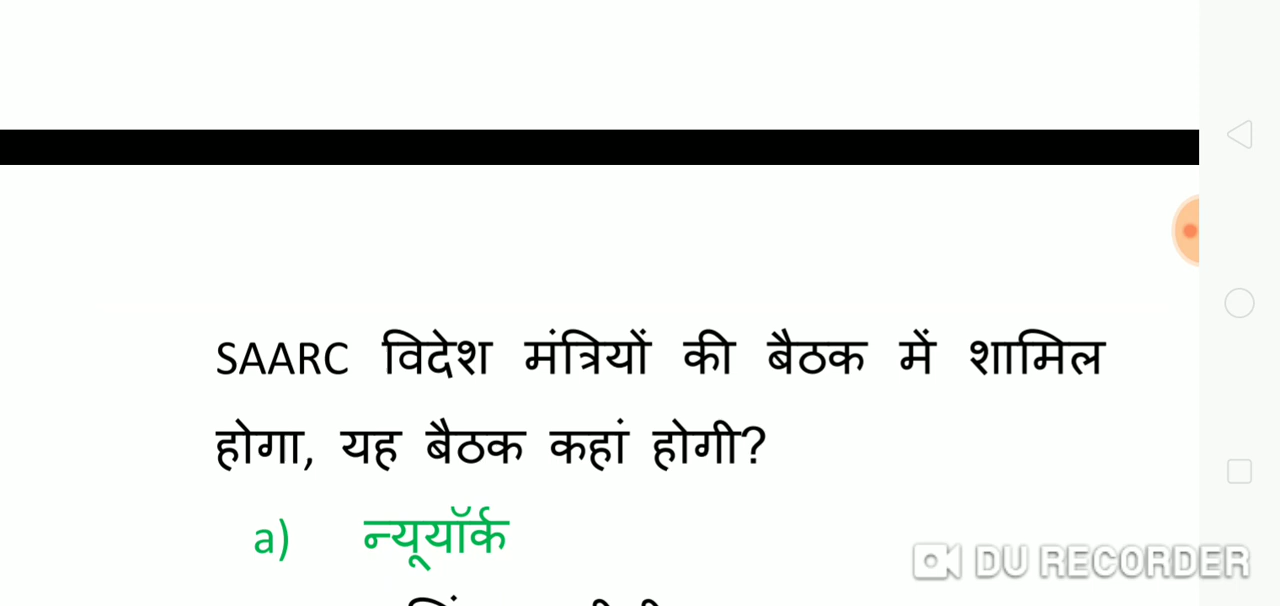 SAARC विदेश मंत्रियों की बैठक में शामिल
होगा, यह बैठक कहां होगी?
a) न्यूयॉर्क
DU RECORDER